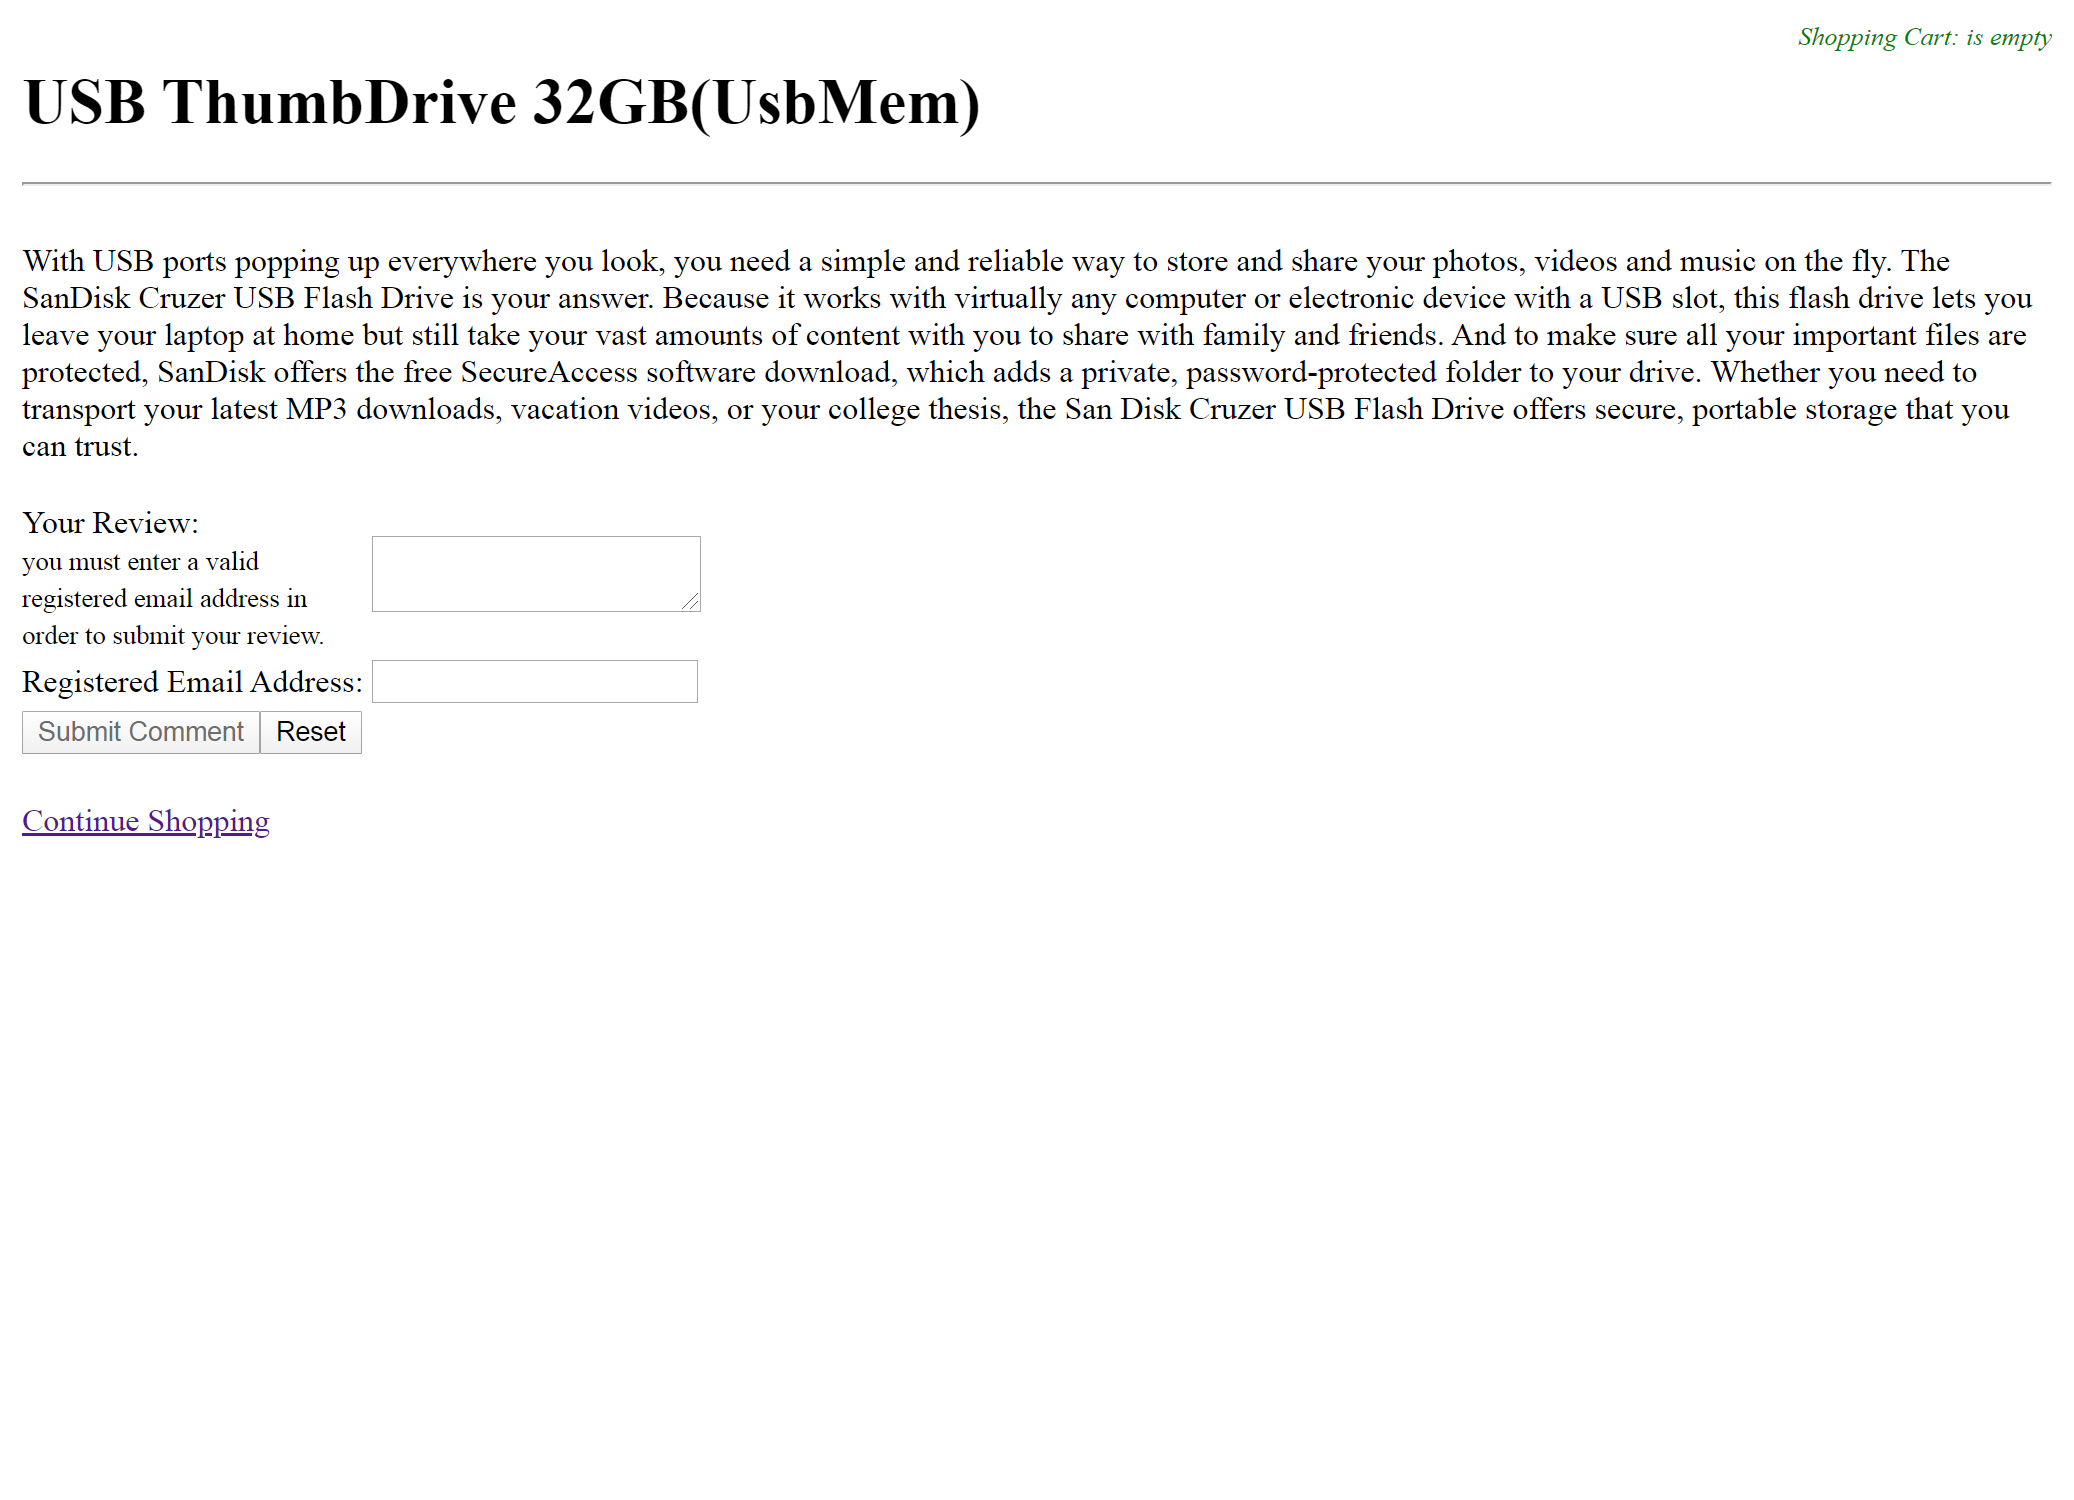 Shopping Cart: is empty
USB ThumbDrive 32GB(UsbMem)
With USB ports popping up everywhere you look, you need a simple and reliable way to store and share your photos, videos and music on the fly. The
SanDisk Cruzer USB Flash Drive is your answer. Because it works with virtually any computer or electronic device with a USB slot, this flash drive lets you
leave your laptop at home but still take your vast amounts of content with you to share with family and friends. And to make sure all your important files are
protected, SanDisk offers the free SecureAccess software download, which adds a private, password-protected folder to your drive. Whether you need to
transport your latest MP3 downloads, vacation videos, or your college thesis, the San Disk Cruzer USB Flash Drive offers secure, portable storage that you
can trust.
Your Review:
you must enter a valid
registered email address in
order to submit your review.
Registered Email Address:
Submit Comment Reset
Continue Shopping